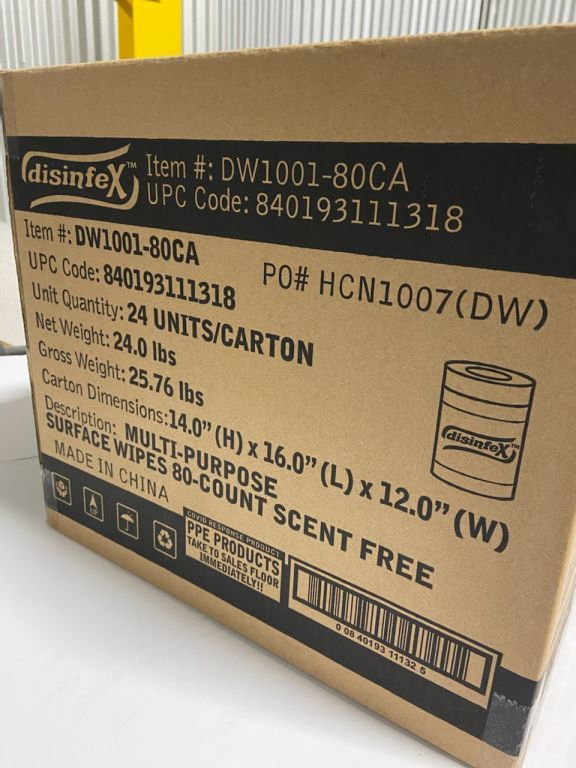 disinfeX™
Item #: DW1001-80CA
UPC Code: 840193111318
Item #: DW1001-80CA
UPC Code: 840193111318
PO# HCN1007(DW)
Unit Quantity: 24 UNITS/CARTON
Net Weight: 24.0 lbs
Gross Weight: 25.76 lbs
Carton Dimensions: 14.0” (H) x 16.0” (L) x 12.0” (W)
Description: MULTI-PURPOSE
SURFACE WIPES 80-COUNT SCENT FREE
MADE IN CHINA
disinfeX™
COVID RESPONSE PRODUCT
PPE PRODUCTS
TAKE TO SALES FLOOR
IMMEDIATELY!!
0 08 40193 11132 5